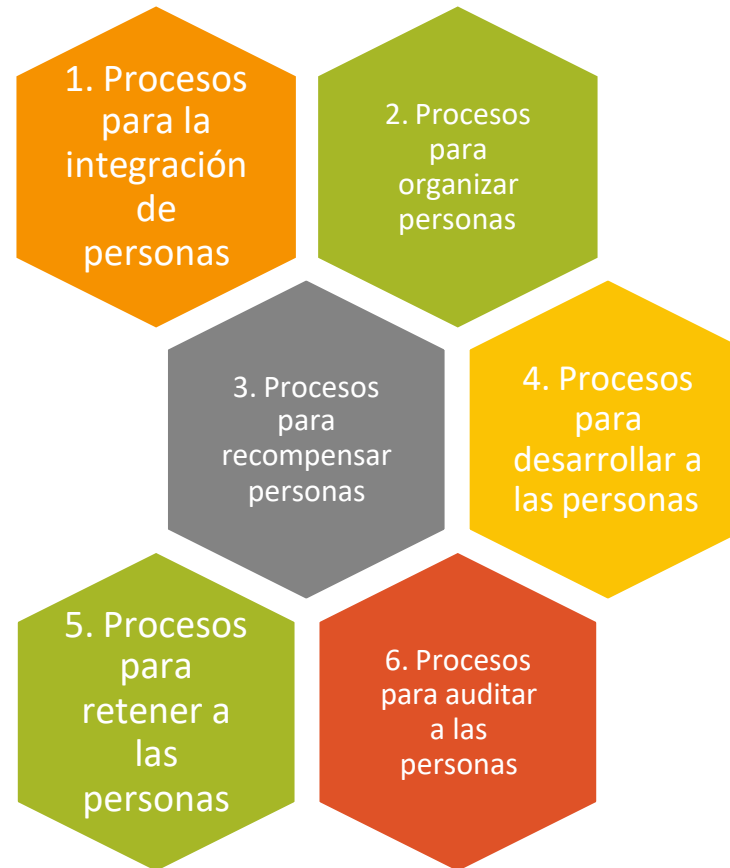 1. Procesos
para la
integración
de
personas
2. Procesos
para
organizar
personas
3. Procesos
para
recompensar
personas
4. Procesos
para
desarrollar a
las personas
5. Procesos
para
retener a
las
personas
6. Procesos
para auditar
a las
personas